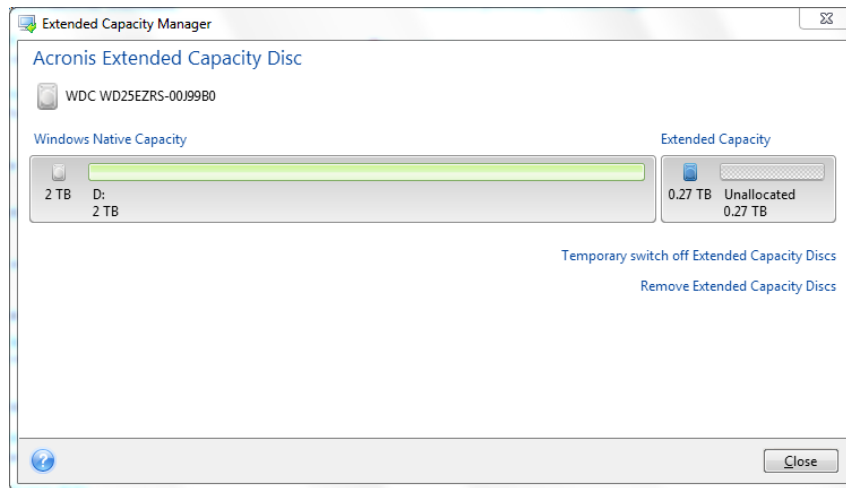 Extended Capacity Manager
Acronis Extended Capacity Disc
WDC WD25EZRS-00J99B0
Windows Native Capacity
Extended Capacity
2 TB
D:
2 TB
0.27 TB
Unallocated
0.27 TB
Temporary switch off Extended Capacity Discs
Remove Extended Capacity Discs
?
Close